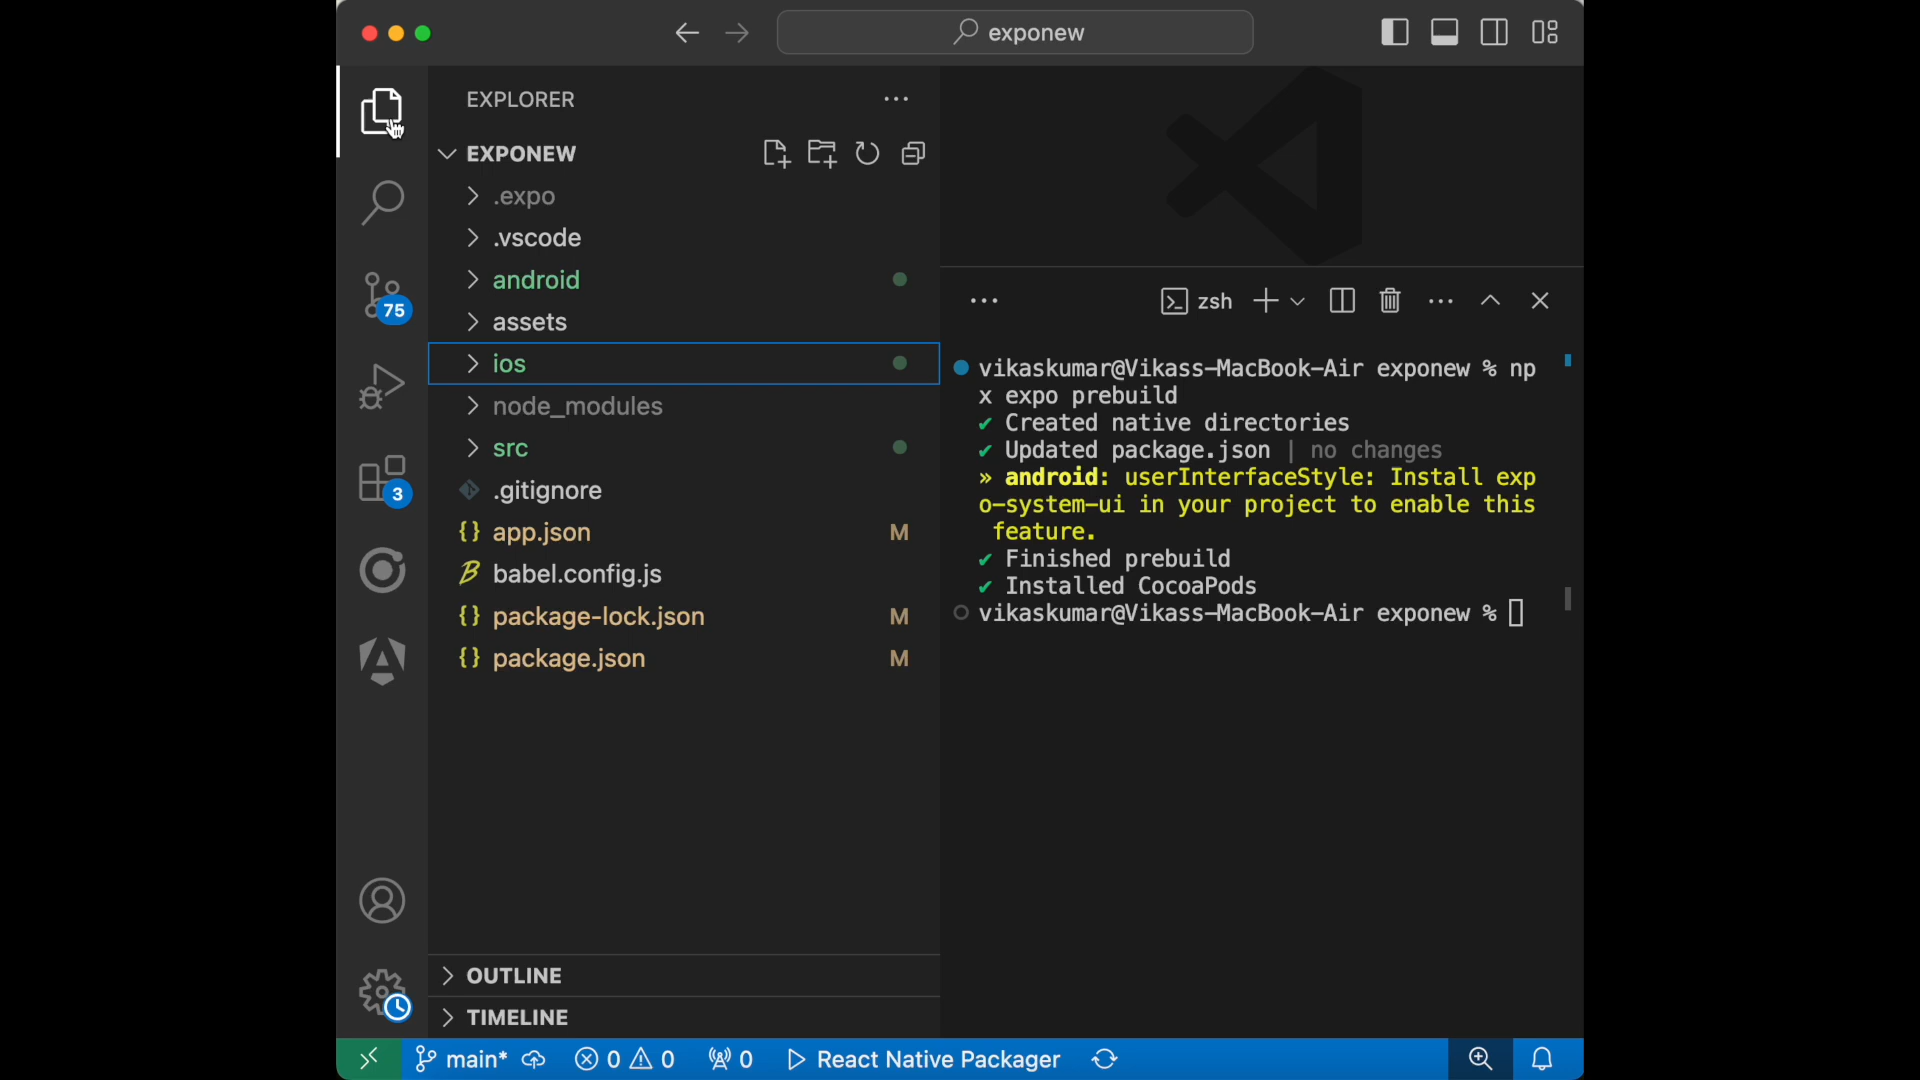 exponew
EXPLORER
EXPONEW
.expo
.vscode
android
assets
ios
node_modules
src
.gitignore
app.json M
babel.config.js
package-lock.json M
package.json M
OUTLINE
TIMELINE
75
3
zsh
vikaskumar@Vikass-MacBook-Air exponew % np
x expo prebuild
✔ Created native directories
✔ Updated package.json | no changes
» android: userInterfaceStyle: Install exp
o-system-ui in your project to enable this
feature.
✔ Finished prebuild
✔ Installed CocoaPods
vikaskumar@Vikass-MacBook-Air exponew %
main* 0 0 0 React Native Packager